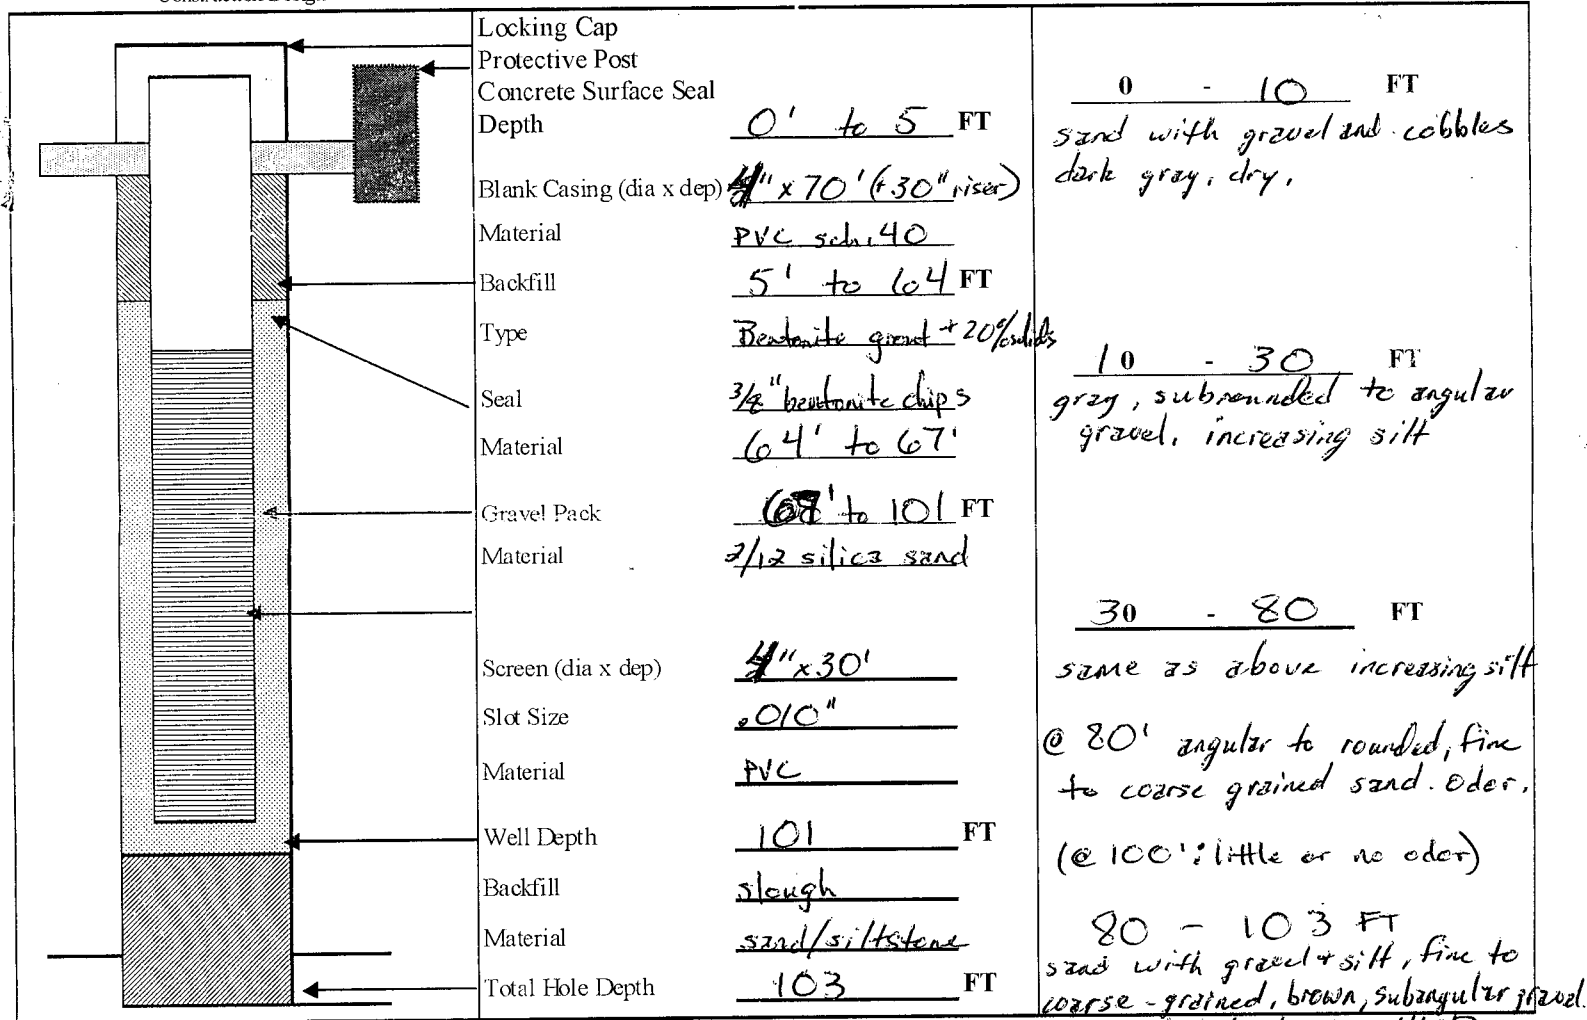 Locking Cap
Protective Post
Concrete Surface Seal
Depth 0' to 5 FT
Blank Casing (dia x dep) 4" x 70' (+30" riser)
Material PVC sch. 40
Backfill 5' to 64 FT
Type Bentonite grout + 20% solids
Seal 3/8" bentonite chips
Material 64' to 67'
Gravel Pack 67' to 101 FT
Material 2/12 silica sand
Screen (dia x dep) 4" x 30'
Slot Size .010"
Material PVC
Well Depth 101 FT
Backfill slough
Material sand/siltstone
Total Hole Depth 103 FT
0 - 10 FT
sand with gravel and cobbles
dark gray, dry,
10 - 30 FT
gray, subrounded to angular
gravel, increasing silt
30 - 80 FT
same as above increasing silt
@ 80' angular to rounded, fine
to coarse grained sand. Odor.
(@ 100': little or no odor)
80 - 103 FT
sand with gravel + silt, fine to
coarse-grained, brown, subangular gravel.